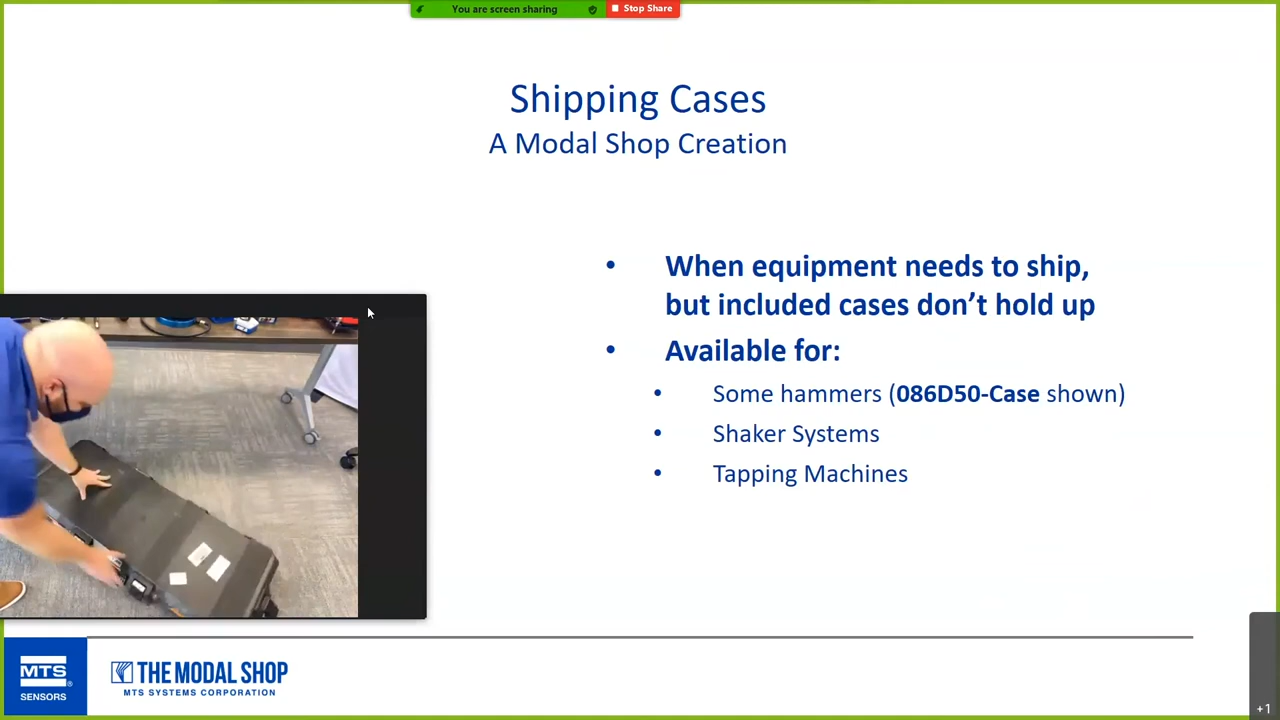 You are screen sharing
Stop Share
Shipping Cases
A Modal Shop Creation
• When equipment needs to ship,
but included cases don’t hold up
• Available for:
• Some hammers (086D50-Case shown)
• Shaker Systems
• Tapping Machines
MTS®
SENSORS
THE MODAL SHOP
MTS SYSTEMS CORPORATION
+1